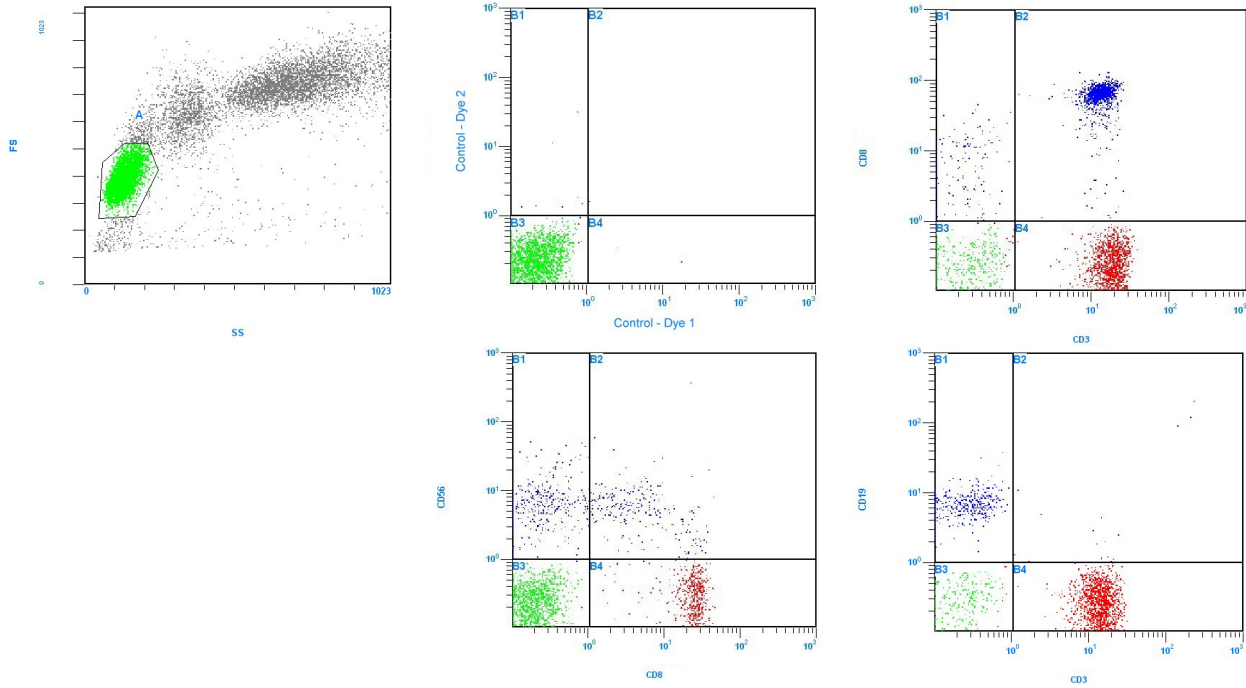 1023
FS
A
0
0
1023
SS
10³
B1
B2
10²
Control - Dye 2
10¹
10⁰
B3
B4
10⁰
10¹
10²
10³
Control - Dye 1
10³
B1
B2
10²
CD8
10¹
10⁰
B3
B4
10⁰
10¹
10²
10³
CD3
10³
B1
B2
10²
CD56
10¹
10⁰
B3
B4
10⁰
10¹
10²
10³
CD8
10³
B1
B2
10²
CD19
10¹
10⁰
B3
B4
10⁰
10¹
10²
10³
CD3